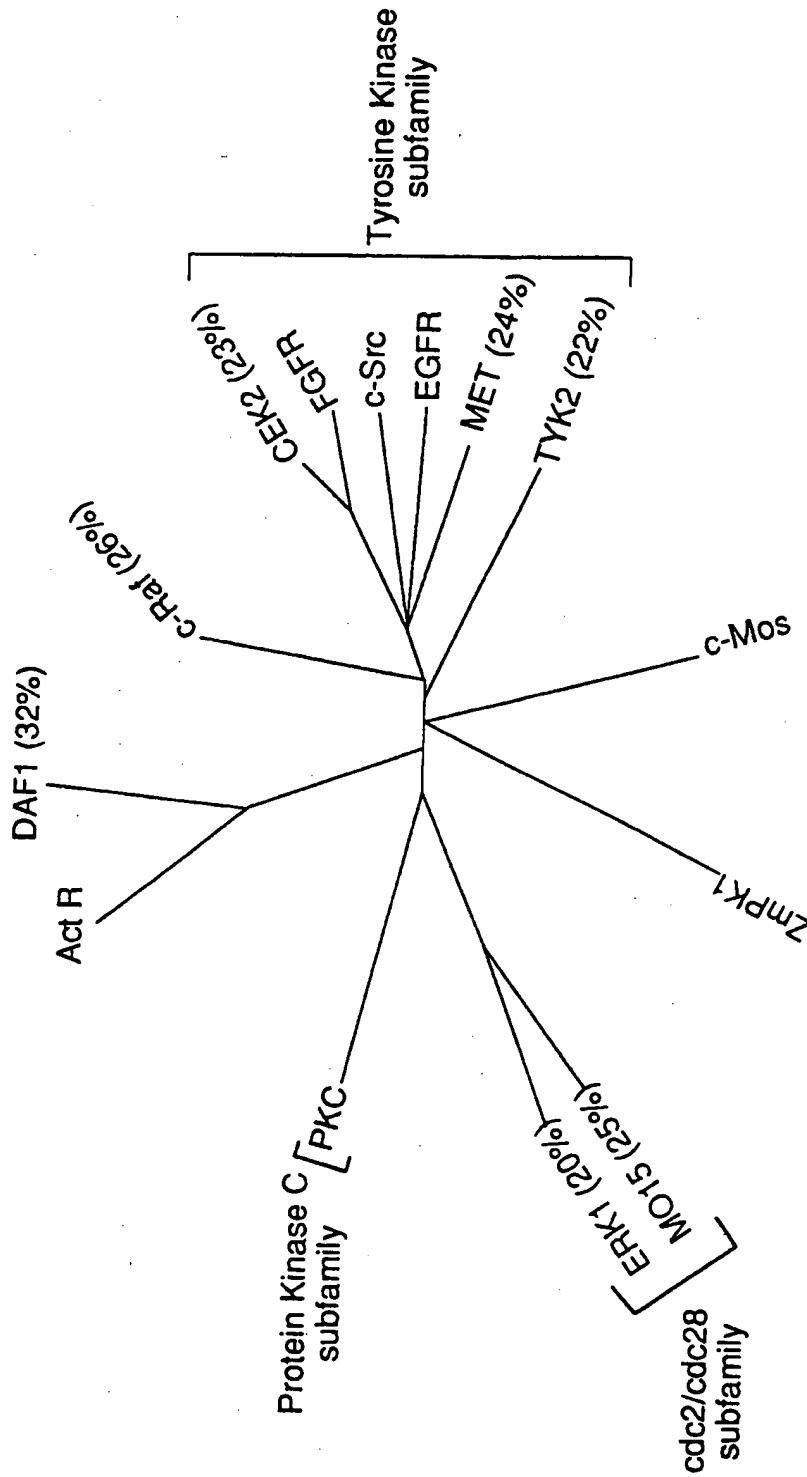 DAF1 (32%)
Act R
c-Raf (26%)
CEK2 (23%)
FGFR
c-Src
EGFR
MET (24%)
TYK2 (22%)
Tyrosine Kinase
subfamily
c-Mos
ZmPK1
Protein Kinase C
subfamily
PKC
ERK1 (20%)
MO15 (25%)
cdc2/cdc28
subfamily